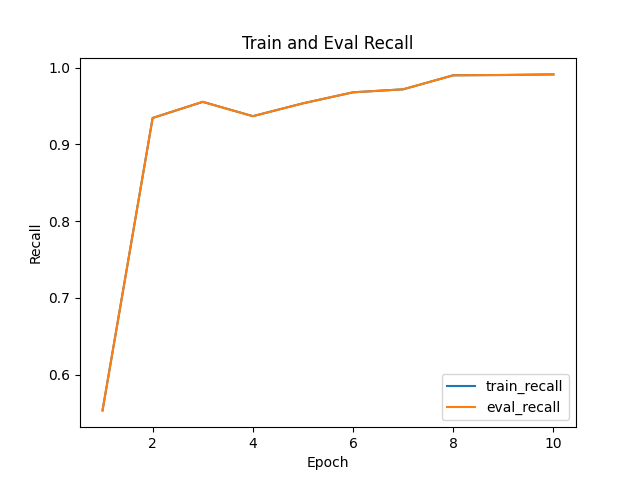 Train and Eval Recall
1.0
0.9
0.8
0.7
0.6
Recall
train_recall
eval_recall
2 4 6 8 10
Epoch